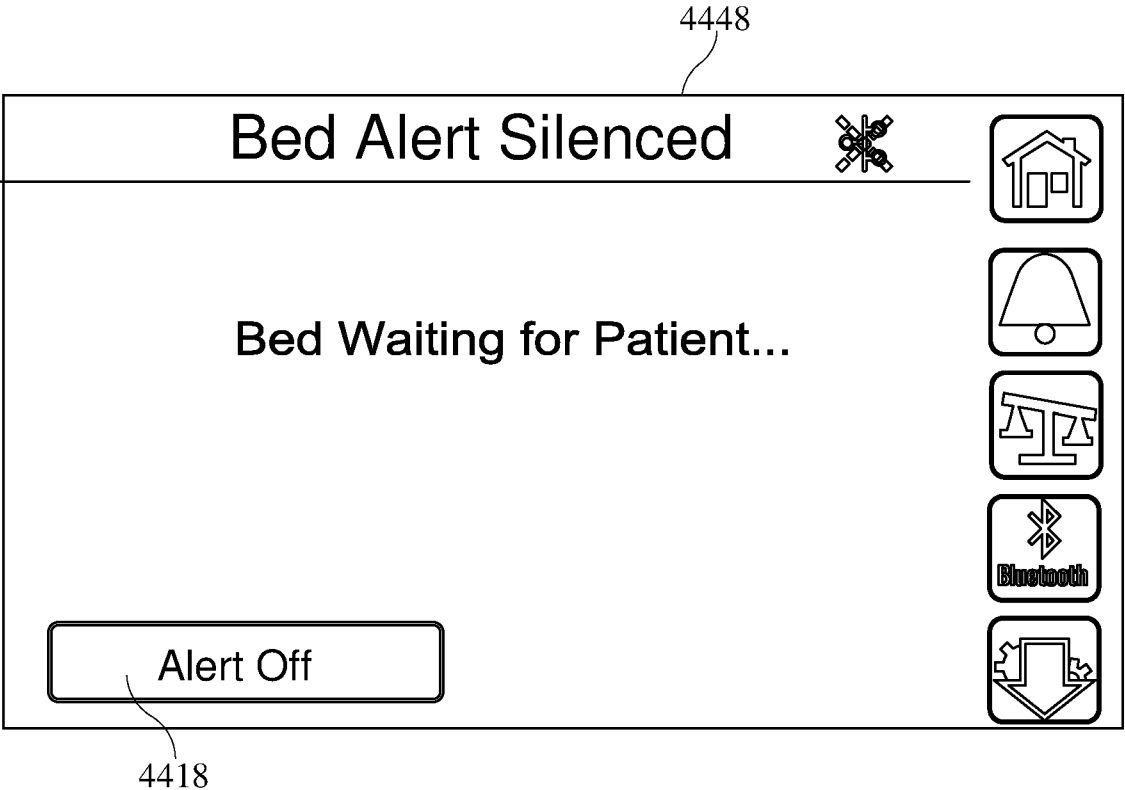 4448
Bed Alert Silenced
Bed Waiting for Patient...
Bluetooth
Alert Off
4418